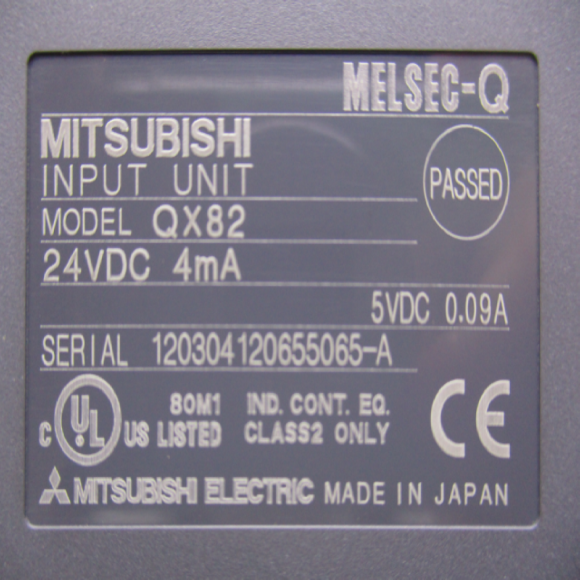 MELSEC-Q
MITSUBISHI
INPUT UNIT
PASSED
MODEL QX82
24VDC 4mA
5VDC 0.09A
SERIAL 120304120655065-A
C UL US LISTED
80M1 IND. CONT. EQ.
CLASS2 ONLY
CE
MITSUBISHI ELECTRIC MADE IN JAPAN